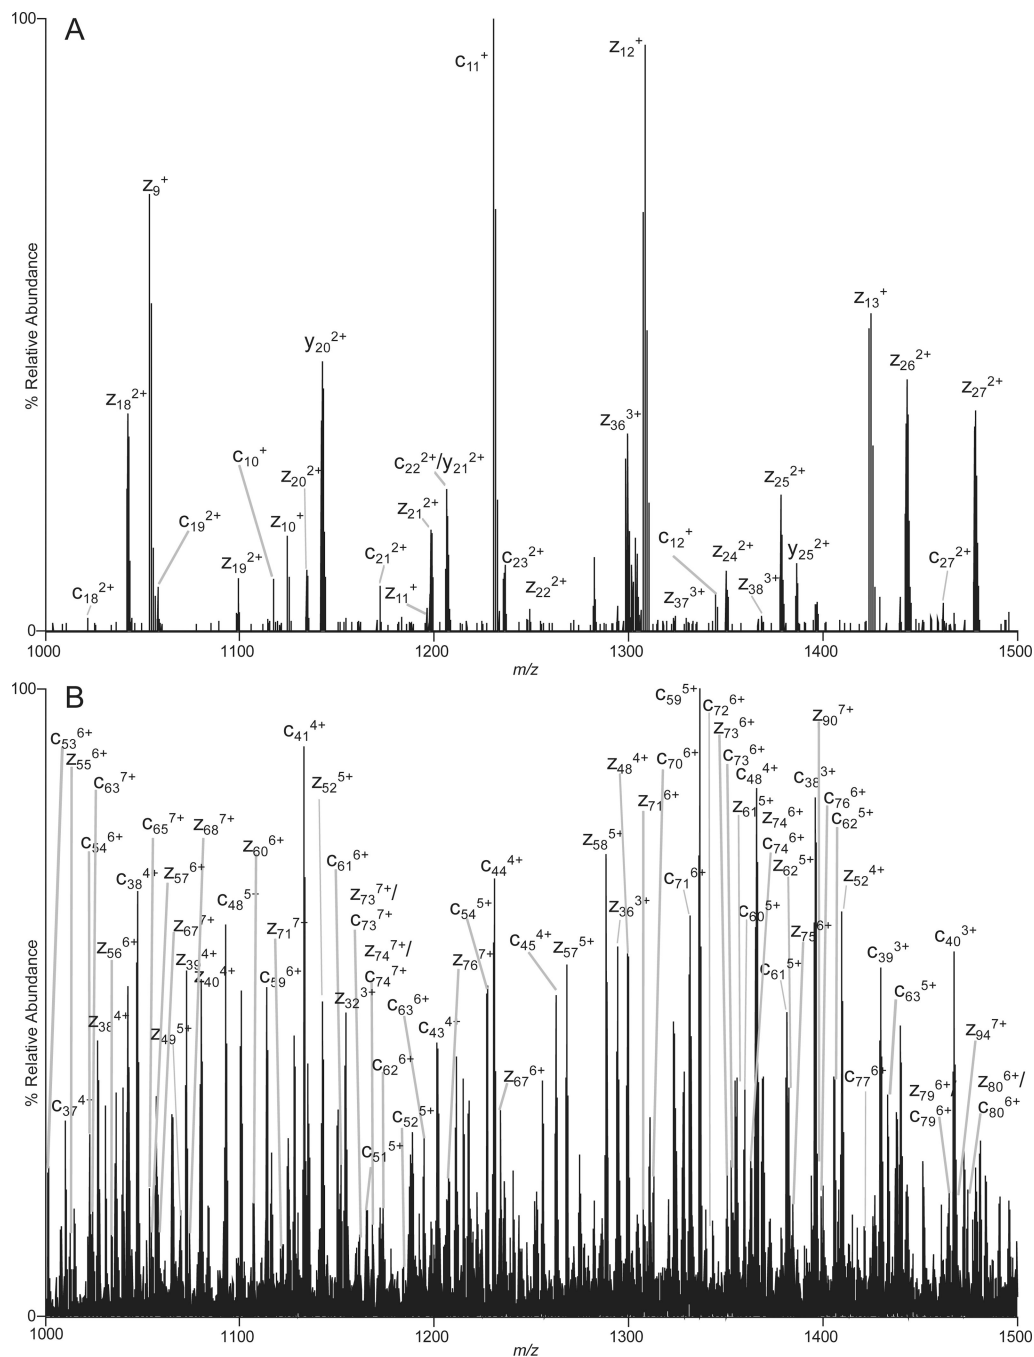 100
A
c11+
z12+
z9+
z13+
y20 2+
z26 2+
z18 2+
z27 2+
z36 3+
c10+
c22 2+/y21 2+
z20 2+
z25 2+
c19 2+
z10+
z21 2+
c12+
y25 2+
z19 2+
c21 2+
c23 2+
z24 2+
c27 2+
c18 2+
z11+
z22 2+
z37 3+
z38 3+
% Relative Abundance
0
1000 1100 1200 1300 1400 1500
m/z
100
B
c59 5+
c72 6+
z90 7+
z73 6+
c53 6+
c41 4+
z55 6+
c73 6+
z48 4+
c70 6+
c48 4+
c38 3+
c63 7+
z52 5+
z71 6+
c76 6+
z61 5+
z74 6+
c62 5+
c65 7+
z68 7+
c54 6+
z60 6+
z58 5+
c74 6+
c61 6+
c44 4+
z62 5+
c38 4+
z57 6+
c71 6+
z52 4+
z73 7+/
c48 5+
c54 5+
z36 3+
c60 5+
c73 7+
z67 7+
z71 7+
z75 6+
c45 4+
z57 5+
c40 3+
z56 6+
z74 7+/
z39 4+
z76 7+
c39 3+
z40 4+
c59 6+
c74 7+
c61 5+
z32 3+
c63 5+
c63 6+
z38 4+
z49 5+
c43 4+
z94 7+
c62 6+
z67 6+
c77 6+
z79 6+/
z80 6+/
c37 4+
c52 5+
c79 6+
c80 6+
c51 5+
% Relative Abundance
0
1000 1100 1200 1300 1400 1500
m/z